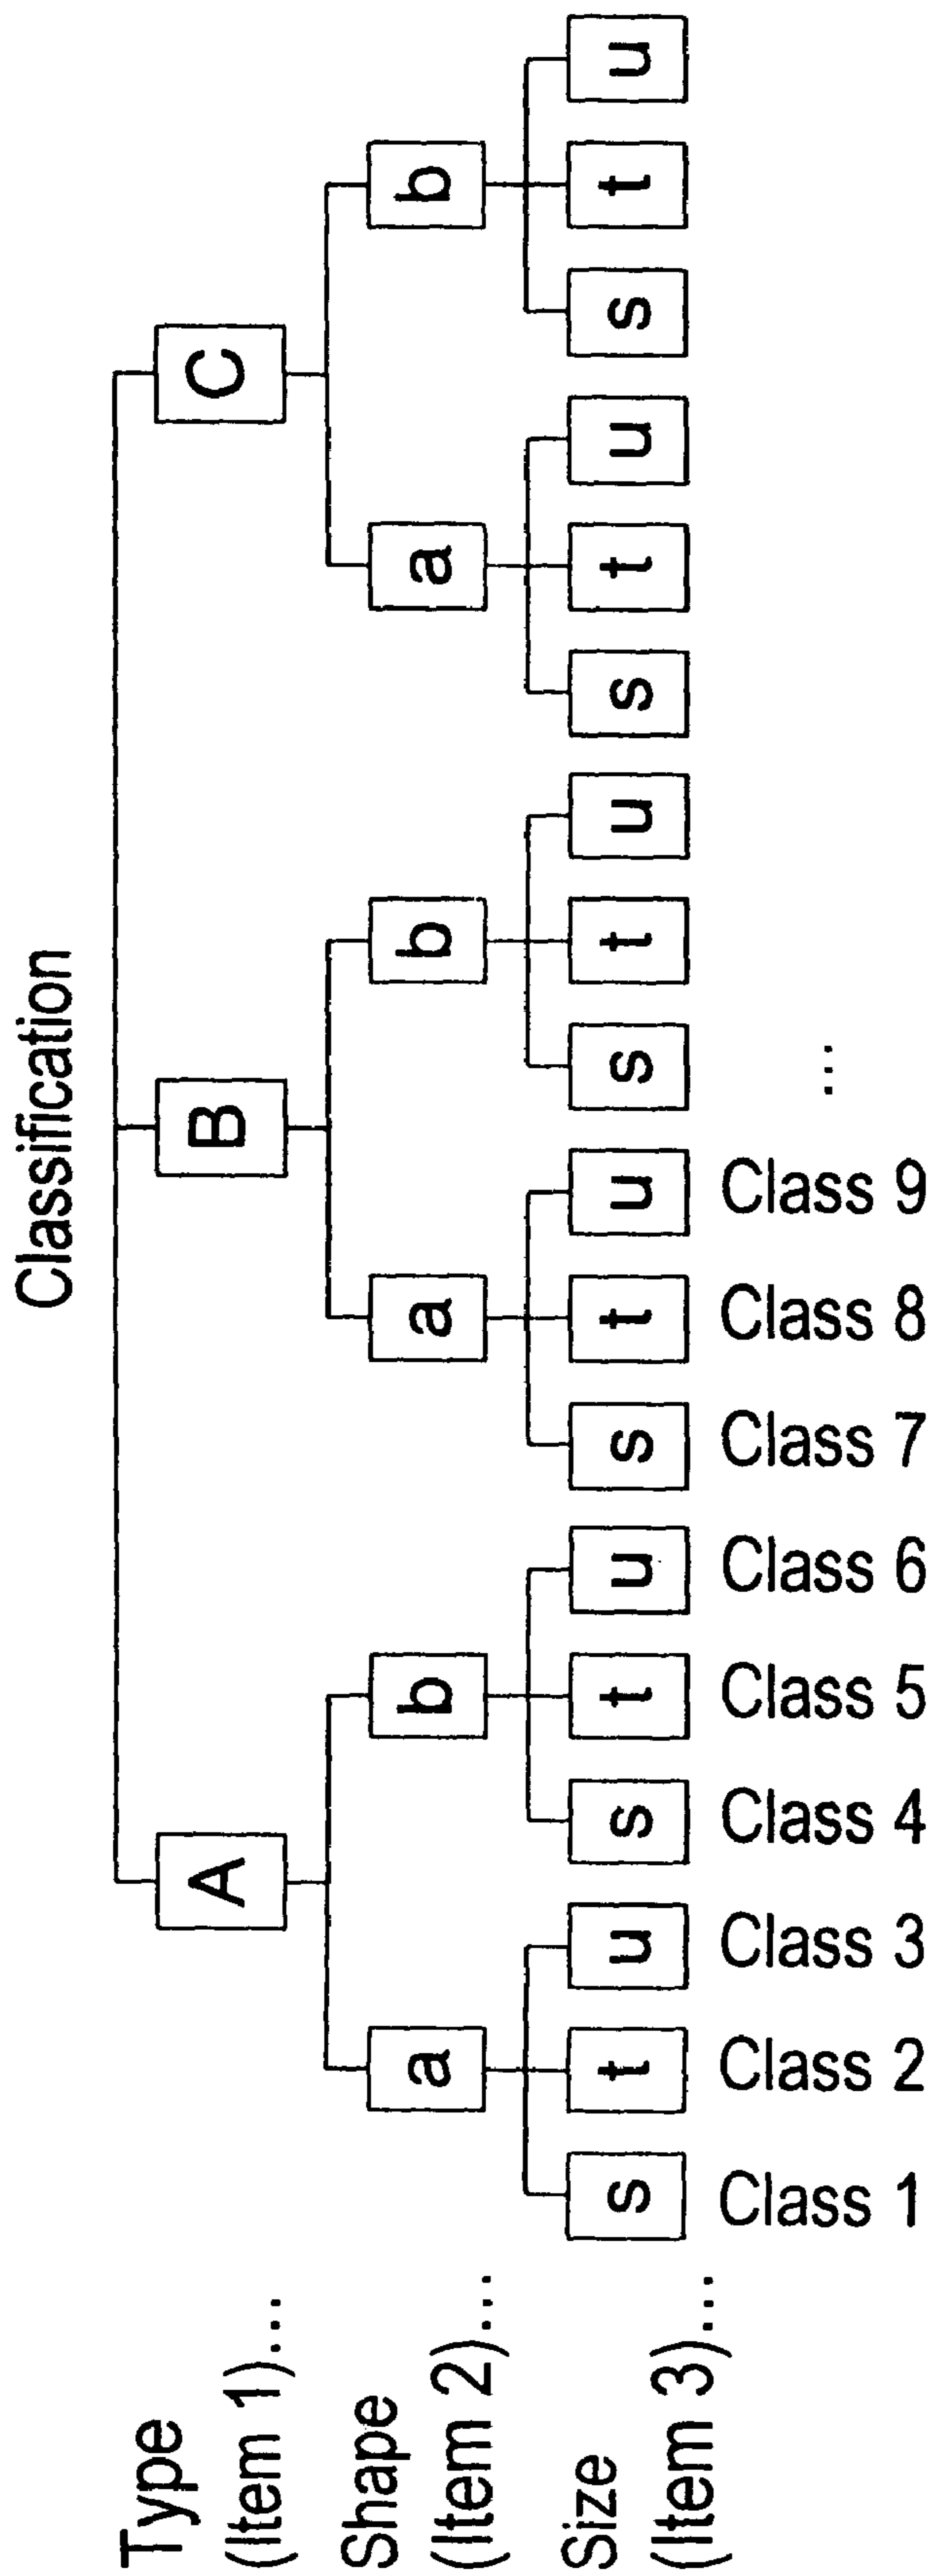 Classification
Type
(Item 1)...
A B C
Shape
(Item 2)...
a b a b a b
Size
(Item 3)...
s t u s t u s t u s t u s t u s t u
Class 1 Class 2 Class 3 Class 4 Class 5 Class 6 Class 7 Class 8 Class 9 ...